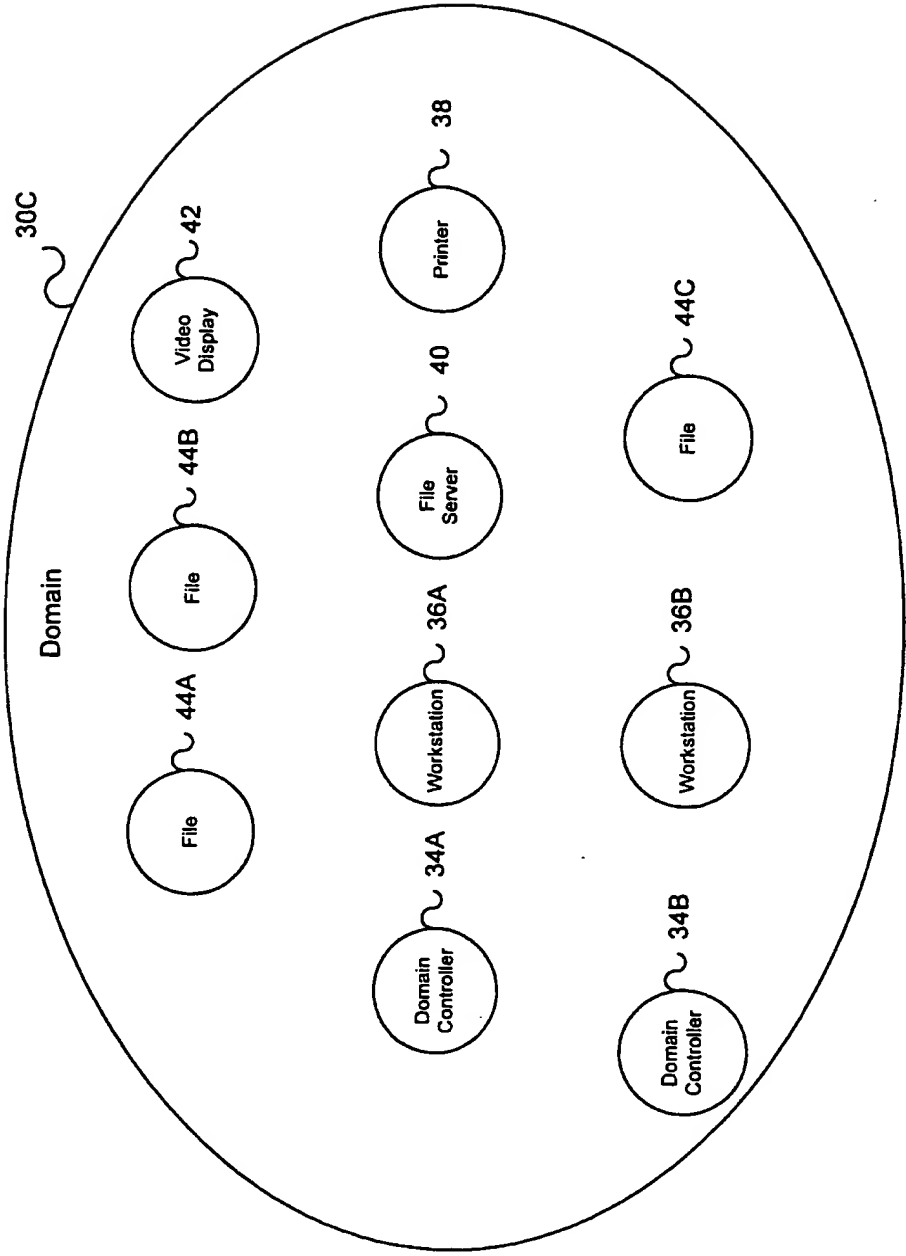 30C
Domain
File
44A
File
44B
Video
Display
42
Domain
Controller
34A
Workstation
36A
File
Server
40
Printer
38
Domain
Controller
34B
Workstation
36B
File
44C